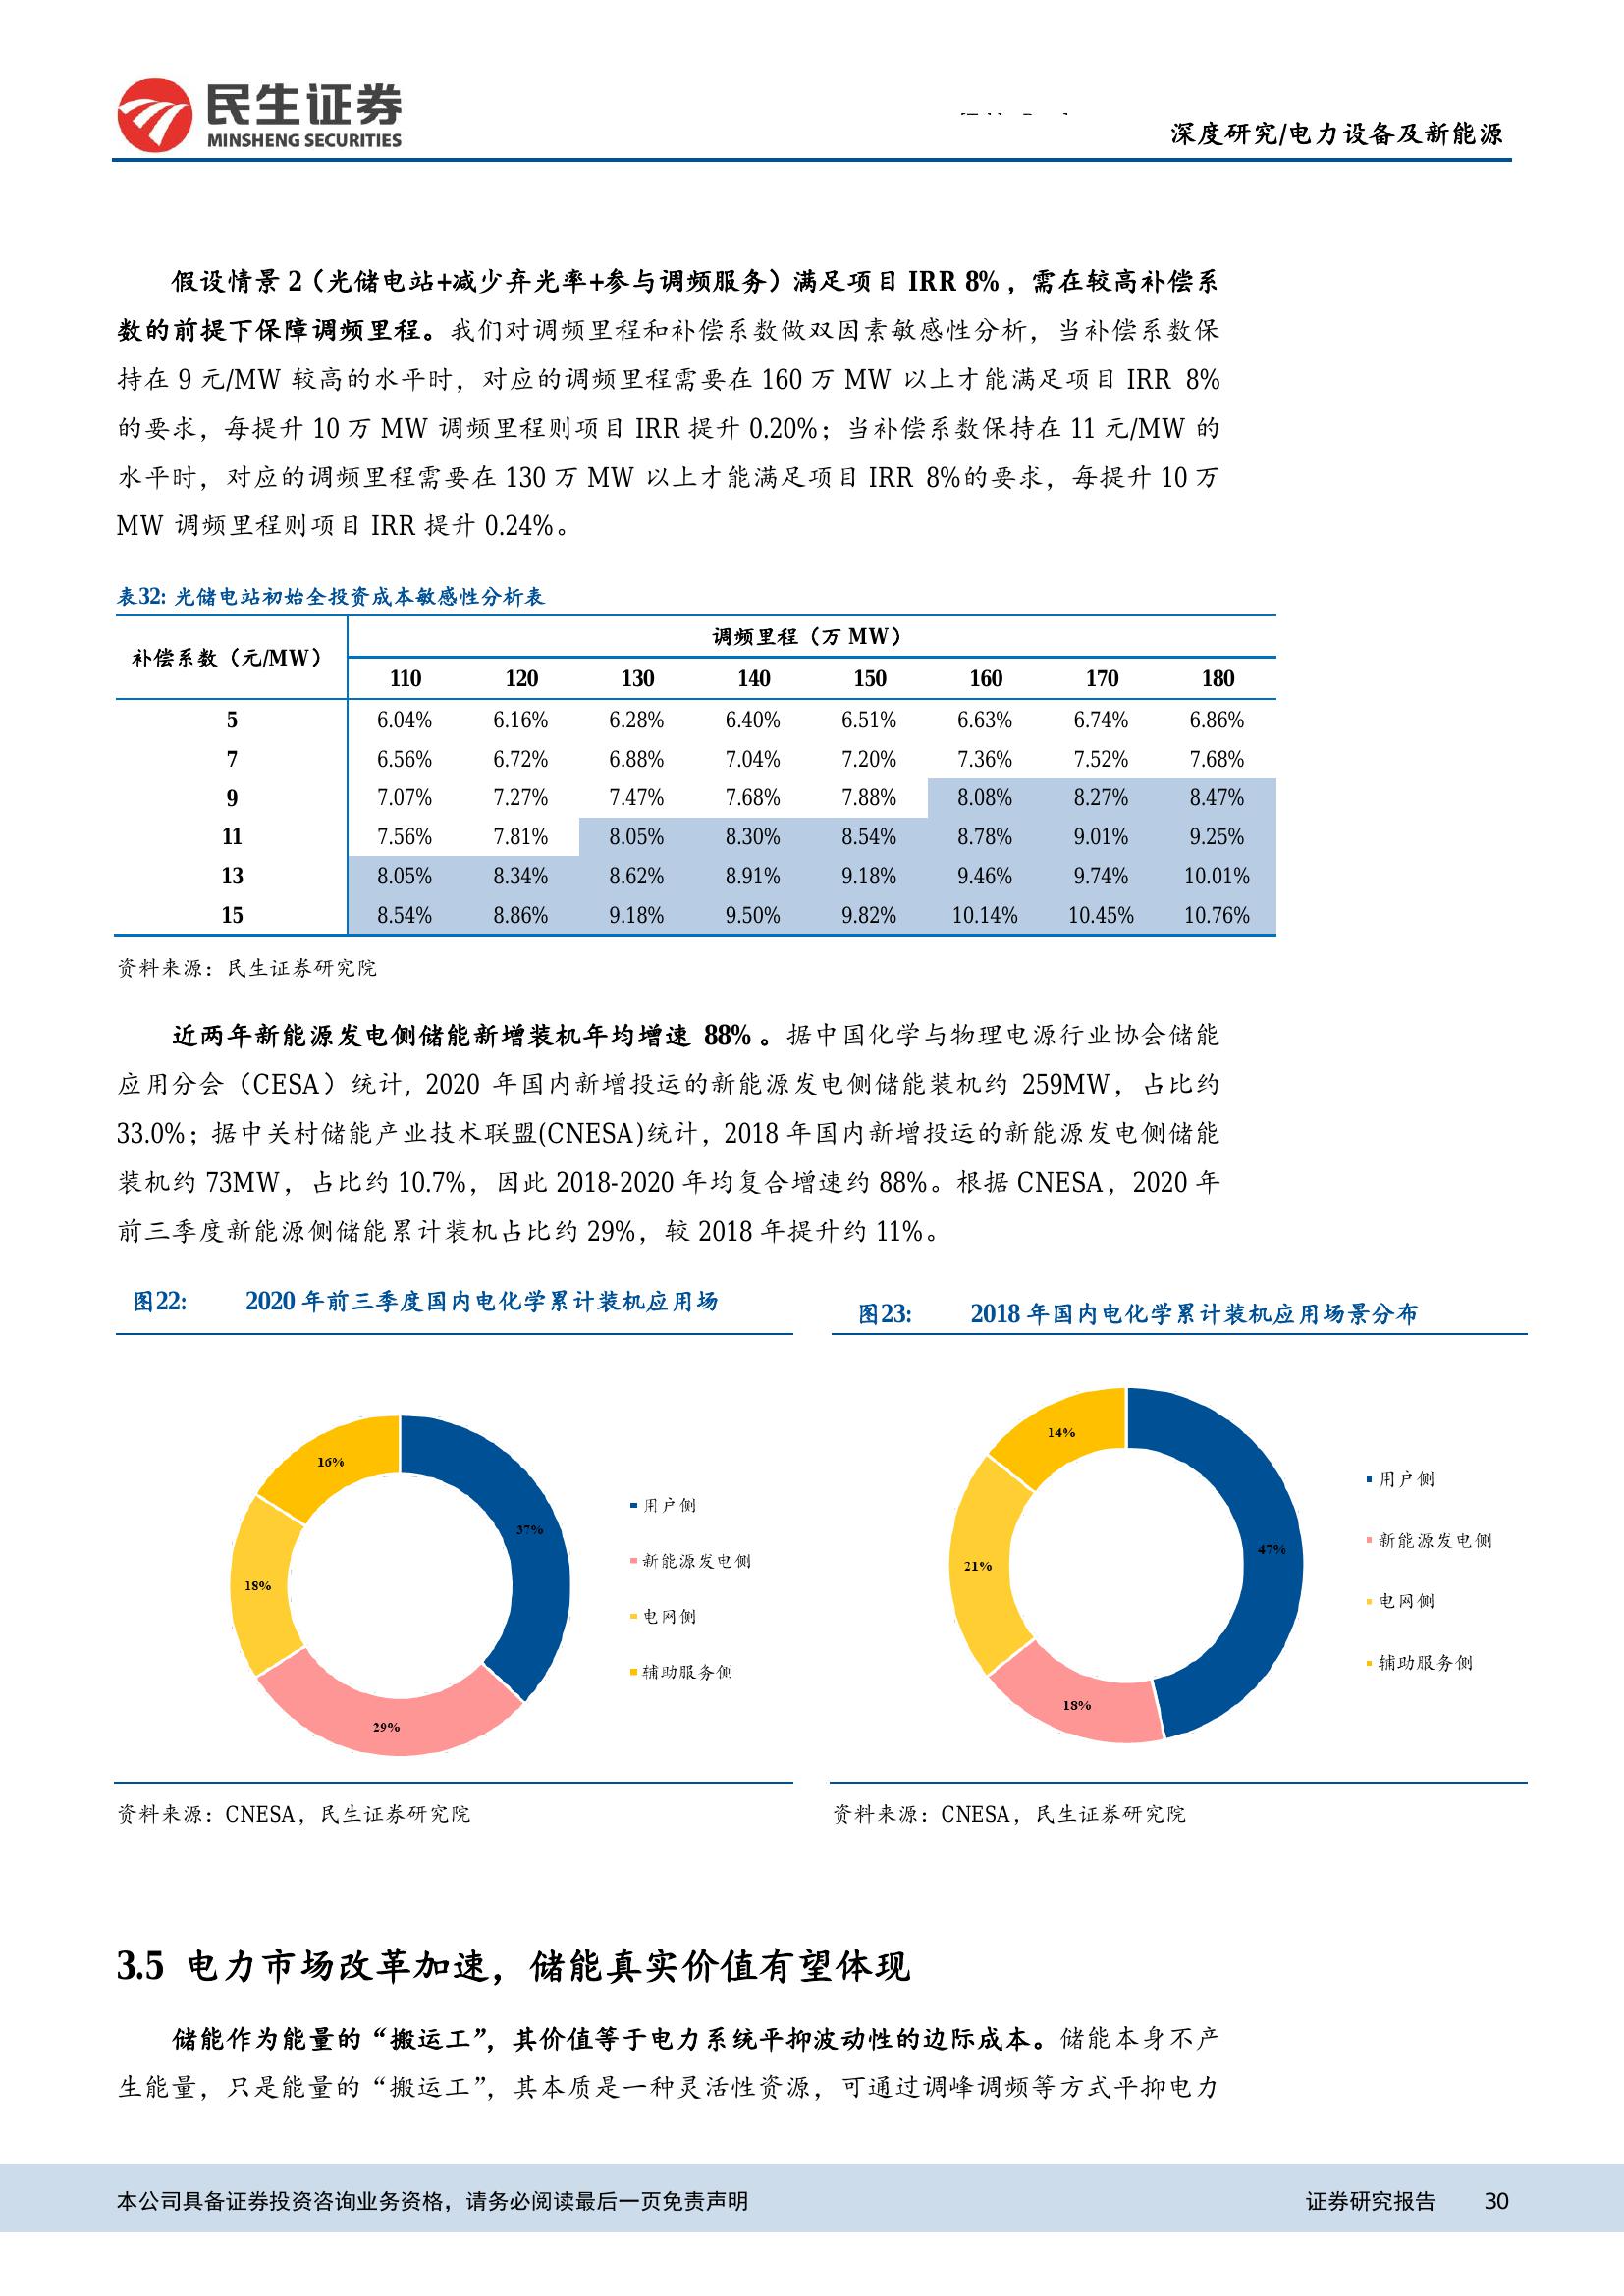 民生证券
MINSHENG SECURITIES
深度研究/电力设备及新能源
假设情景 2（光储电站+减少弃光率+参与调频服务）满足项目 IRR 8%，需在较高补偿系
数的前提下保障调频里程。我们对调频里程和补偿系数做双因素敏感性分析，当补偿系数保
持在 9 元/MW 较高的水平时，对应的调频里程需要在 160 万 MW 以上才能满足项目 IRR 8%
的要求，每提升 10 万 MW 调频里程则项目 IRR 提升 0.20%；当补偿系数保持在 11 元/MW 的
水平时，对应的调频里程需要在 130 万 MW 以上才能满足项目 IRR 8%的要求，每提升 10 万
MW 调频里程则项目 IRR 提升 0.24%。
表32: 光储电站初始全投资成本敏感性分析表
补偿系数（元/MW） 调频里程（万 MW）
110 120 130 140 150 160 170 180
5 6.04% 6.16% 6.28% 6.40% 6.51% 6.63% 6.74% 6.86%
7 6.56% 6.72% 6.88% 7.04% 7.20% 7.36% 7.52% 7.68%
9 7.07% 7.27% 7.47% 7.68% 7.88% 8.08% 8.27% 8.47%
11 7.56% 7.81% 8.05% 8.30% 8.54% 8.78% 9.01% 9.25%
13 8.05% 8.34% 8.62% 8.91% 9.18% 9.46% 9.74% 10.01%
15 8.54% 8.86% 9.18% 9.50% 9.82% 10.14% 10.45% 10.76%
资料来源：民生证券研究院
近两年新能源发电侧储能新增装机年均增速 88%。据中国化学与物理电源行业协会储能
应用分会（CESA）统计, 2020 年国内新增投运的新能源发电侧储能装机约 259MW，占比约
33.0%；据中关村储能产业技术联盟(CNESA)统计，2018 年国内新增投运的新能源发电侧储能
装机约 73MW，占比约 10.7%，因此 2018-2020 年均复合增速约 88%。根据 CNESA，2020 年
前三季度新能源侧储能累计装机占比约 29%，较 2018 年提升约 11%。
图22: 2020 年前三季度国内电化学累计装机应用场
37%
29%
18%
16%
用户侧
新能源发电侧
电网侧
辅助服务侧
资料来源：CNESA，民生证券研究院
图23: 2018 年国内电化学累计装机应用场景分布
47%
18%
21%
14%
用户侧
新能源发电侧
电网侧
辅助服务侧
资料来源：CNESA，民生证券研究院
3.5 电力市场改革加速，储能真实价值有望体现
储能作为能量的“搬运工”，其价值等于电力系统平抑波动性的边际成本。储能本身不产
生能量，只是能量的“搬运工”，其本质是一种灵活性资源，可通过调峰调频等方式平抑电力
本公司具备证券投资咨询业务资格，请务必阅读最后一页免责声明
证券研究报告 30